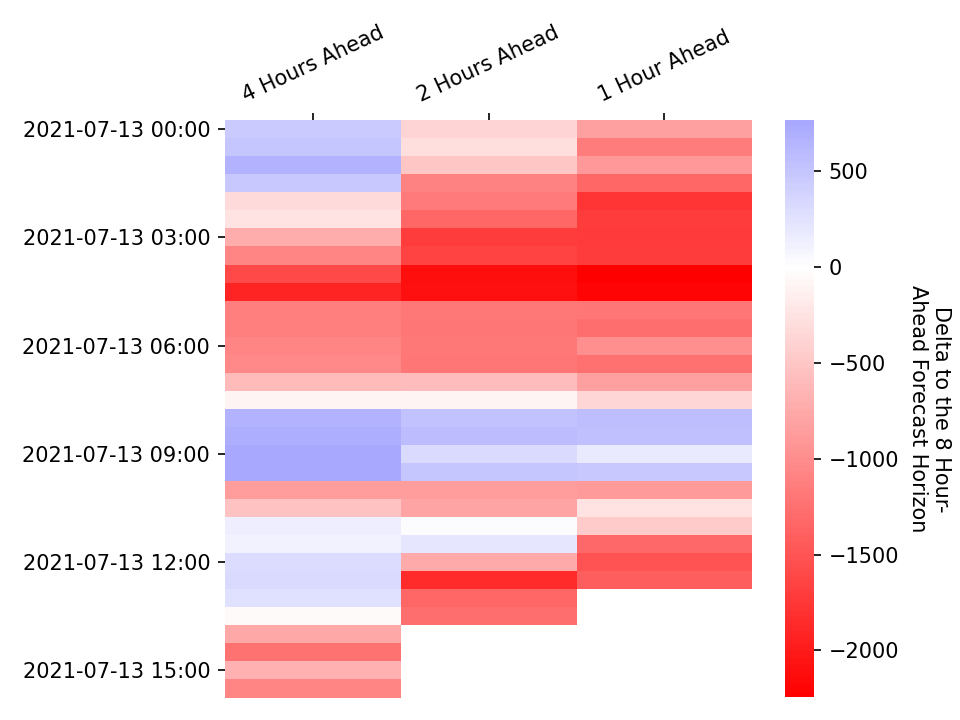 4 Hours Ahead
2 Hours Ahead
1 Hour Ahead
2021-07-13 00:00
2021-07-13 03:00
2021-07-13 06:00
2021-07-13 09:00
2021-07-13 12:00
2021-07-13 15:00
500
0
−500
−1000
−1500
−2000
Delta to the 8 Hour-
Ahead Forecast Horizon